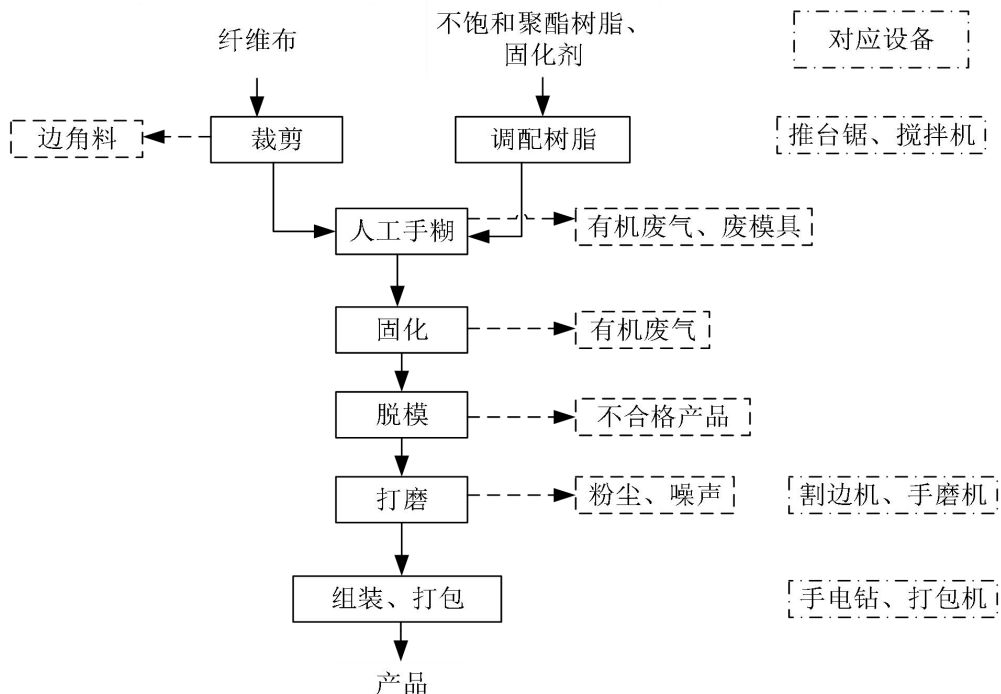 纤维布
不饱和聚酯树脂、
固化剂
对应设备
边角料
裁剪
调配树脂
推台锯、搅拌机
人工手糊
有机废气、废模具
固化
有机废气
脱模
不合格产品
打磨
粉尘、噪声
割边机、手磨机
组装、打包
手电钻、打包机
产品